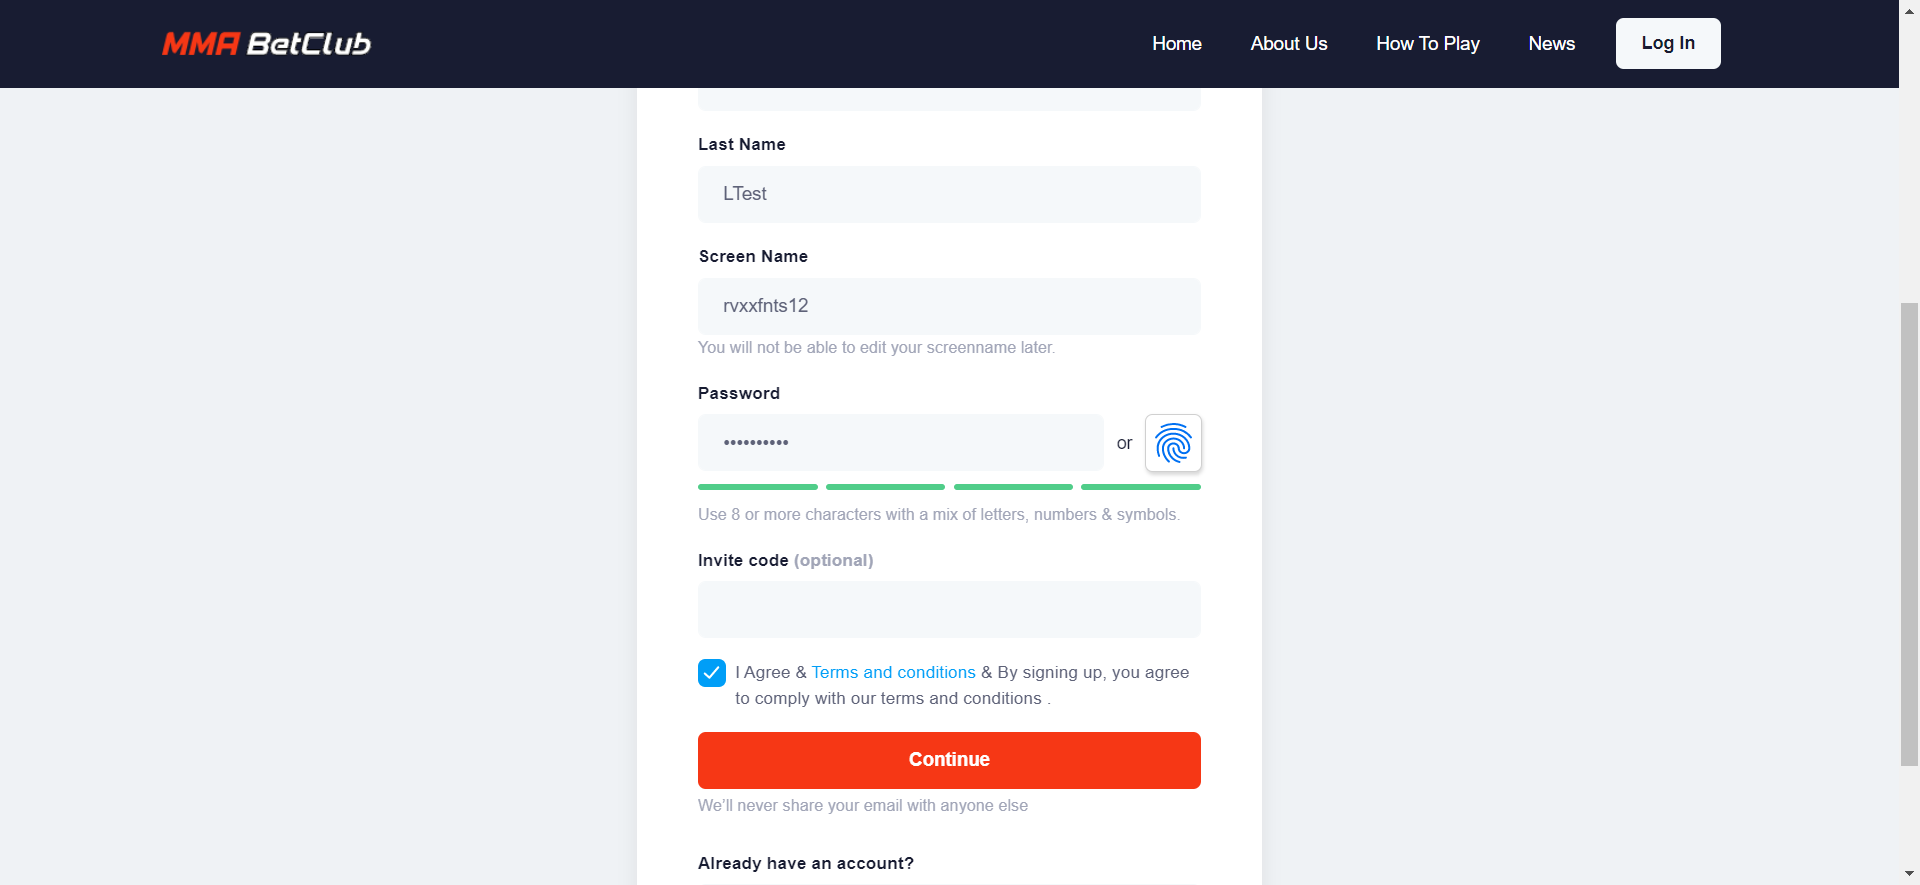 MMA BetClub
Home
About Us
How To Play
News
Log In
Last Name
LTest
Screen Name
rvxxfnts12
You will not be able to edit your screenname later.
Password
••••••••••
or
Use 8 or more characters with a mix of letters, numbers & symbols.
Invite code (optional)
I Agree & Terms and conditions & By signing up, you agree
to comply with our terms and conditions .
Continue
We'll never share your email with anyone else
Already have an account?